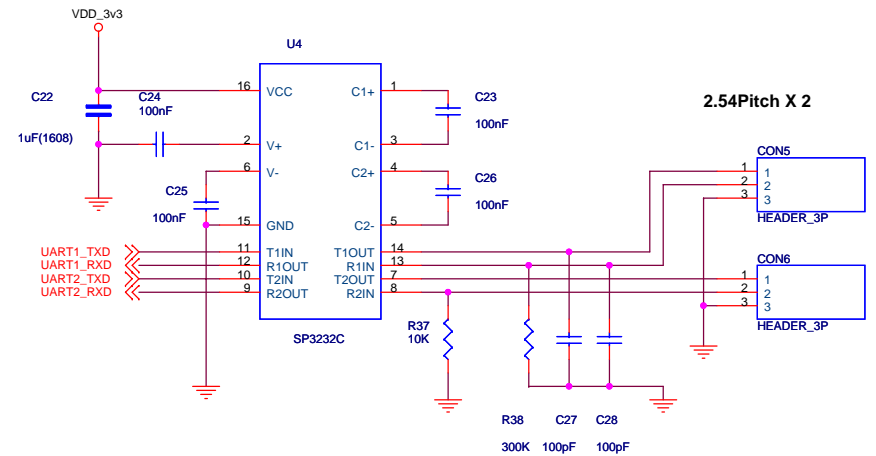 VDD_3v3
U4
C22
1uF(1608)
C24
100nF
16 VCC
2 V+
6 V-
15 GND
11 T1IN
12 R1OUT
10 T2IN
9 R2OUT
C25
100nF
UART1_TXD
UART1_RXD
UART2_TXD
UART2_RXD
C1+ 1
C1- 3
C2+ 4
C2- 5
T1OUT 14
R1IN 13
T2OUT 7
R2IN 8
SP3232C
C23
100nF
C26
100nF
2.54Pitch X 2
CON5
1 1
2 2
3 3
HEADER_3P
CON6
1 1
2 2
3 3
HEADER_3P
R37
10K
R38 C27 C28
300K 100pF 100pF